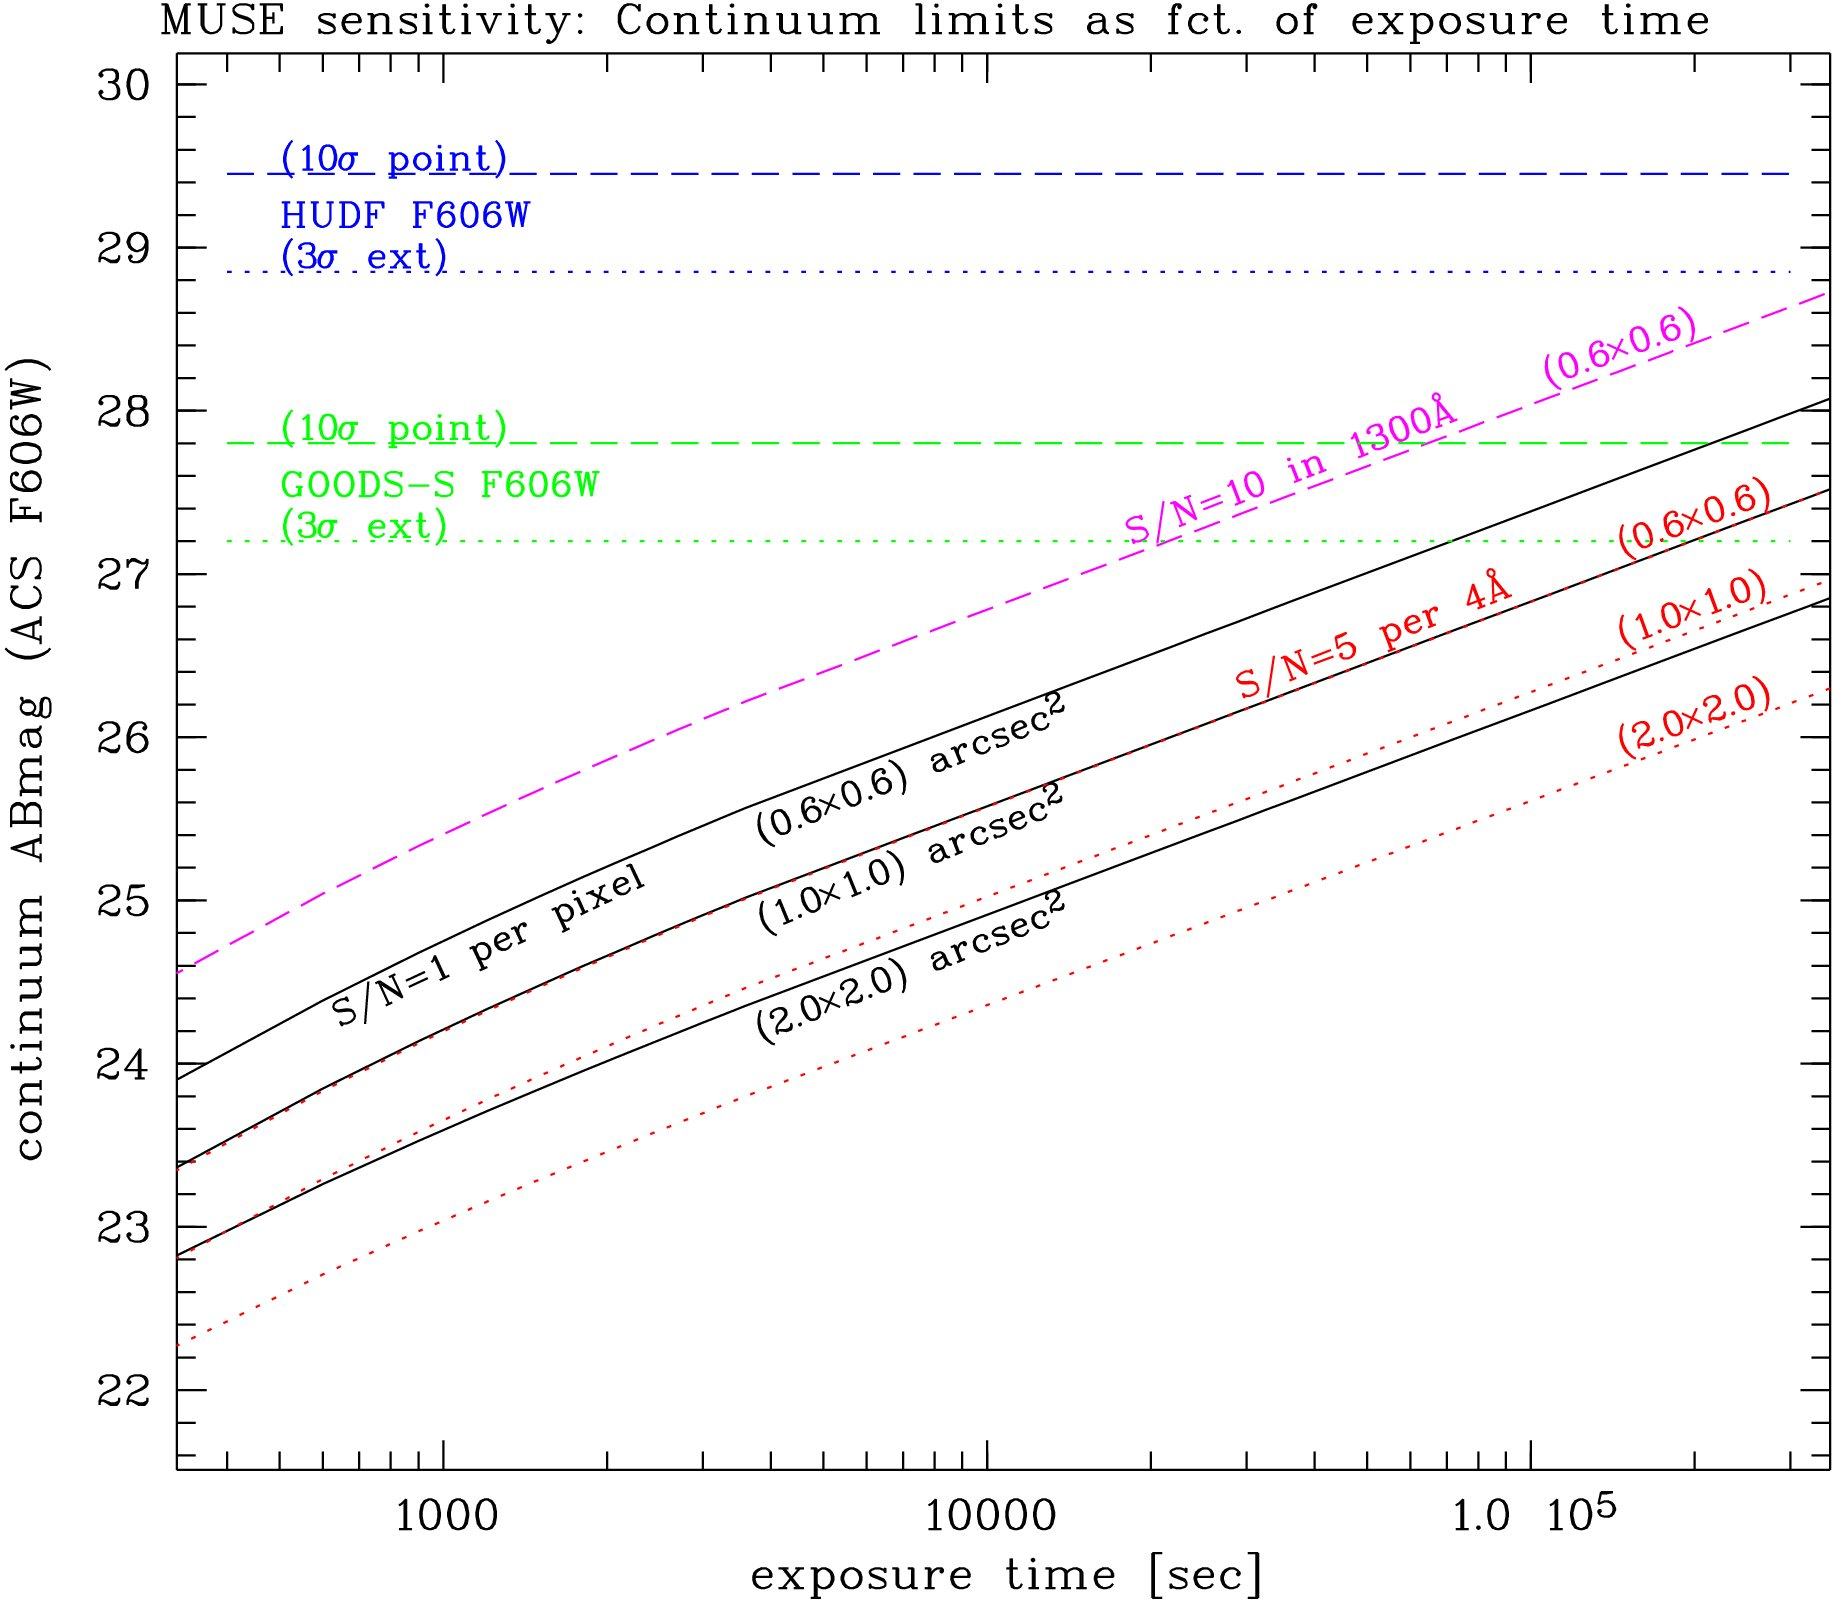 MUSE sensitivity: Continuum limits as fct. of exposure time
continuum ABmag (ACS F606W)
30
29
28
27
26
25
24
23
22
(10σ point)
HUDF F606W
(3σ ext)
(10σ point)
GOODS-S F606W
(3σ ext)
S/N=10 in 1300Å
(0.6×0.6)
S/N=5 per 4Å
(0.6×0.6)
(1.0×1.0)
(2.0×2.0)
S/N=1 per pixel
(0.6×0.6) arcsec²
(1.0×1.0) arcsec²
(2.0×2.0) arcsec²
1000
10000
1.0 10⁵
exposure time [sec]